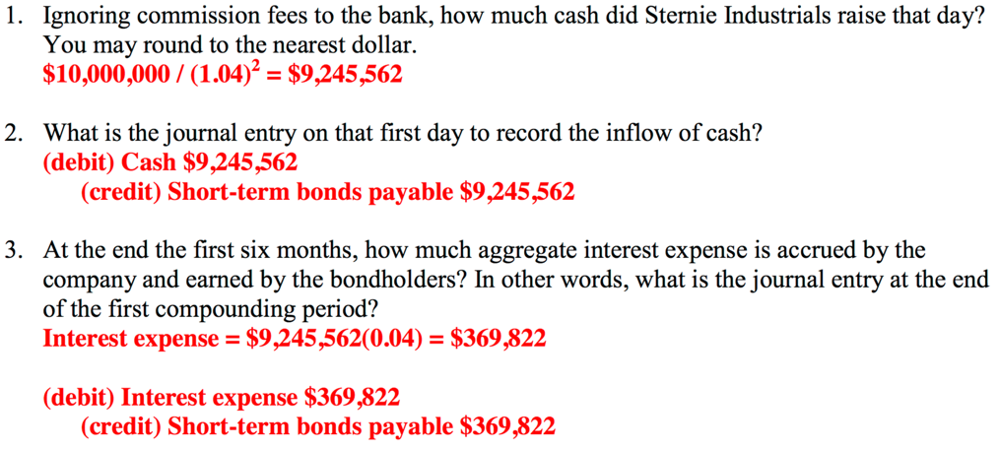 1. Ignoring commission fees to the bank, how much cash did Sternie Industrials raise that day?
You may round to the nearest dollar.
$10,000,000 / (1.04)² = $9,245,562
2. What is the journal entry on that first day to record the inflow of cash?
(debit) Cash $9,245,562
(credit) Short-term bonds payable $9,245,562
3. At the end the first six months, how much aggregate interest expense is accrued by the
company and earned by the bondholders? In other words, what is the journal entry at the end
of the first compounding period?
Interest expense = $9,245,562(0.04) = $369,822
(debit) Interest expense $369,822
(credit) Short-term bonds payable $369,822